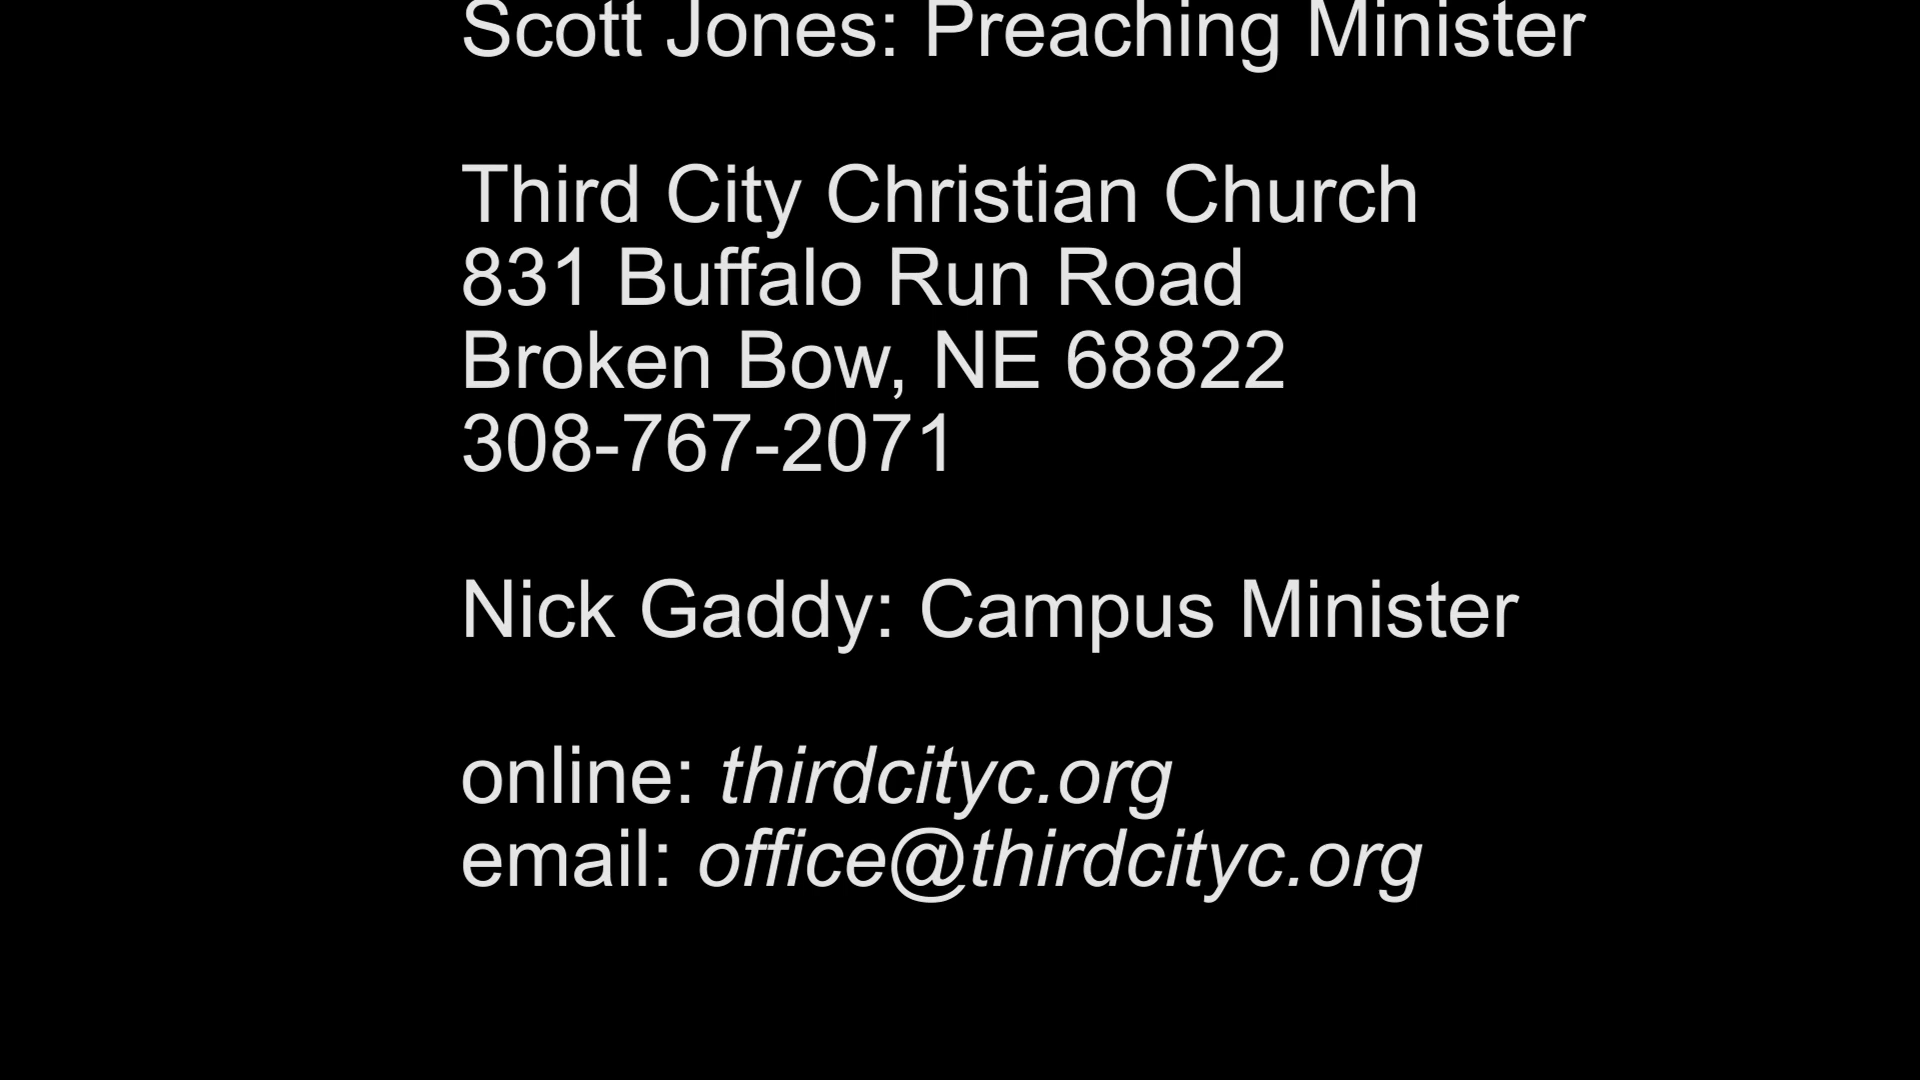 Scott Jones: Preaching Minister
Third City Christian Church
831 Buffalo Run Road
Broken Bow, NE 68822
308-767-2071
Nick Gaddy: Campus Minister
online: thirdcityc.org
email: office@thirdcityc.org